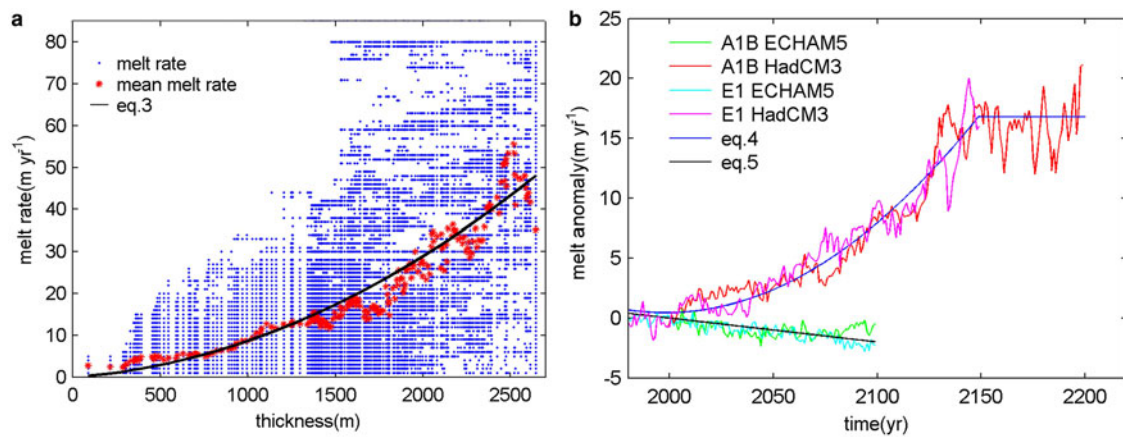 a
80
70
60
50
40
30
20
10
0
melt rate(m yr⁻¹)
melt rate
mean melt rate
eq.3
0
500
1000
1500
2000
2500
thickness(m)
b
25
20
15
10
5
0
-5
melt anomaly(m yr⁻¹)
A1B ECHAM5
A1B HadCM3
E1 ECHAM5
E1 HadCM3
eq.4
eq.5
2000
2050
2100
2150
2200
time(yr)